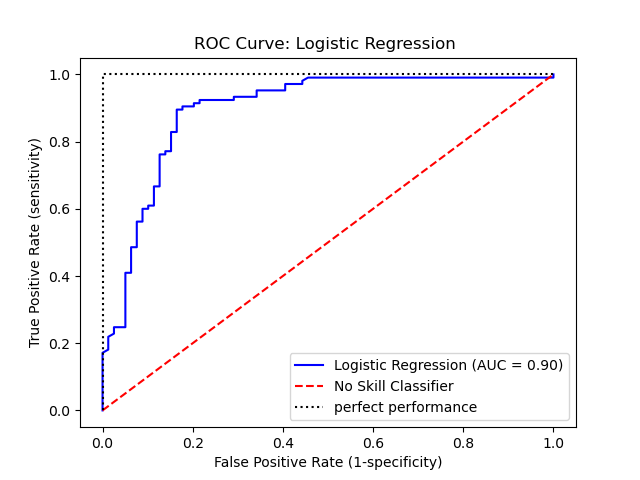 ROC Curve: Logistic Regression
True Positive Rate (sensitivity)
1.0
0.8
0.6
0.4
0.2
0.0
Logistic Regression (AUC = 0.90)
No Skill Classifier
perfect performance
0.0 0.2 0.4 0.6 0.8 1.0
False Positive Rate (1-specificity)